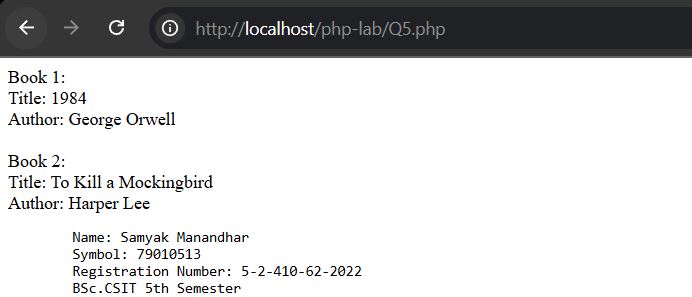 http://localhost/php-lab/Q5.php
Book 1:
Title: 1984
Author: George Orwell
Book 2:
Title: To Kill a Mockingbird
Author: Harper Lee
Name: Samyak Manandhar
Symbol: 79010513
Registration Number: 5-2-410-62-2022
BSc.CSIT 5th Semester